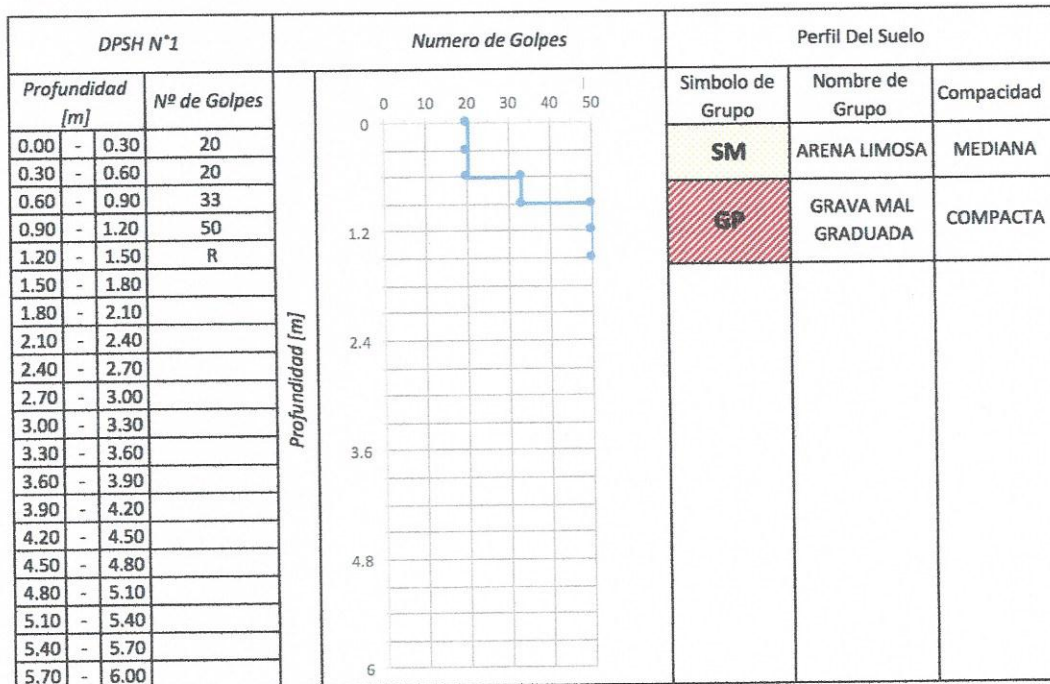 DPSH N°1
Numero de Golpes
Perfil Del Suelo
Profundidad [m]
Nº de Golpes
Simbolo de Grupo
Nombre de Grupo
Compacidad
0.00 - 0.30 20
0.30 - 0.60 20
0.60 - 0.90 33
0.90 - 1.20 50
1.20 - 1.50 R
1.50 - 1.80
1.80 - 2.10
2.10 - 2.40
2.40 - 2.70
2.70 - 3.00
3.00 - 3.30
3.30 - 3.60
3.60 - 3.90
3.90 - 4.20
4.20 - 4.50
4.50 - 4.80
4.80 - 5.10
5.10 - 5.40
5.40 - 5.70
5.70 - 6.00
Profundidad [m]
0 10 20 30 40 50
0
1.2
2.4
3.6
4.8
6
SM ARENA LIMOSA MEDIANA
GP GRAVA MAL GRADUADA COMPACTA